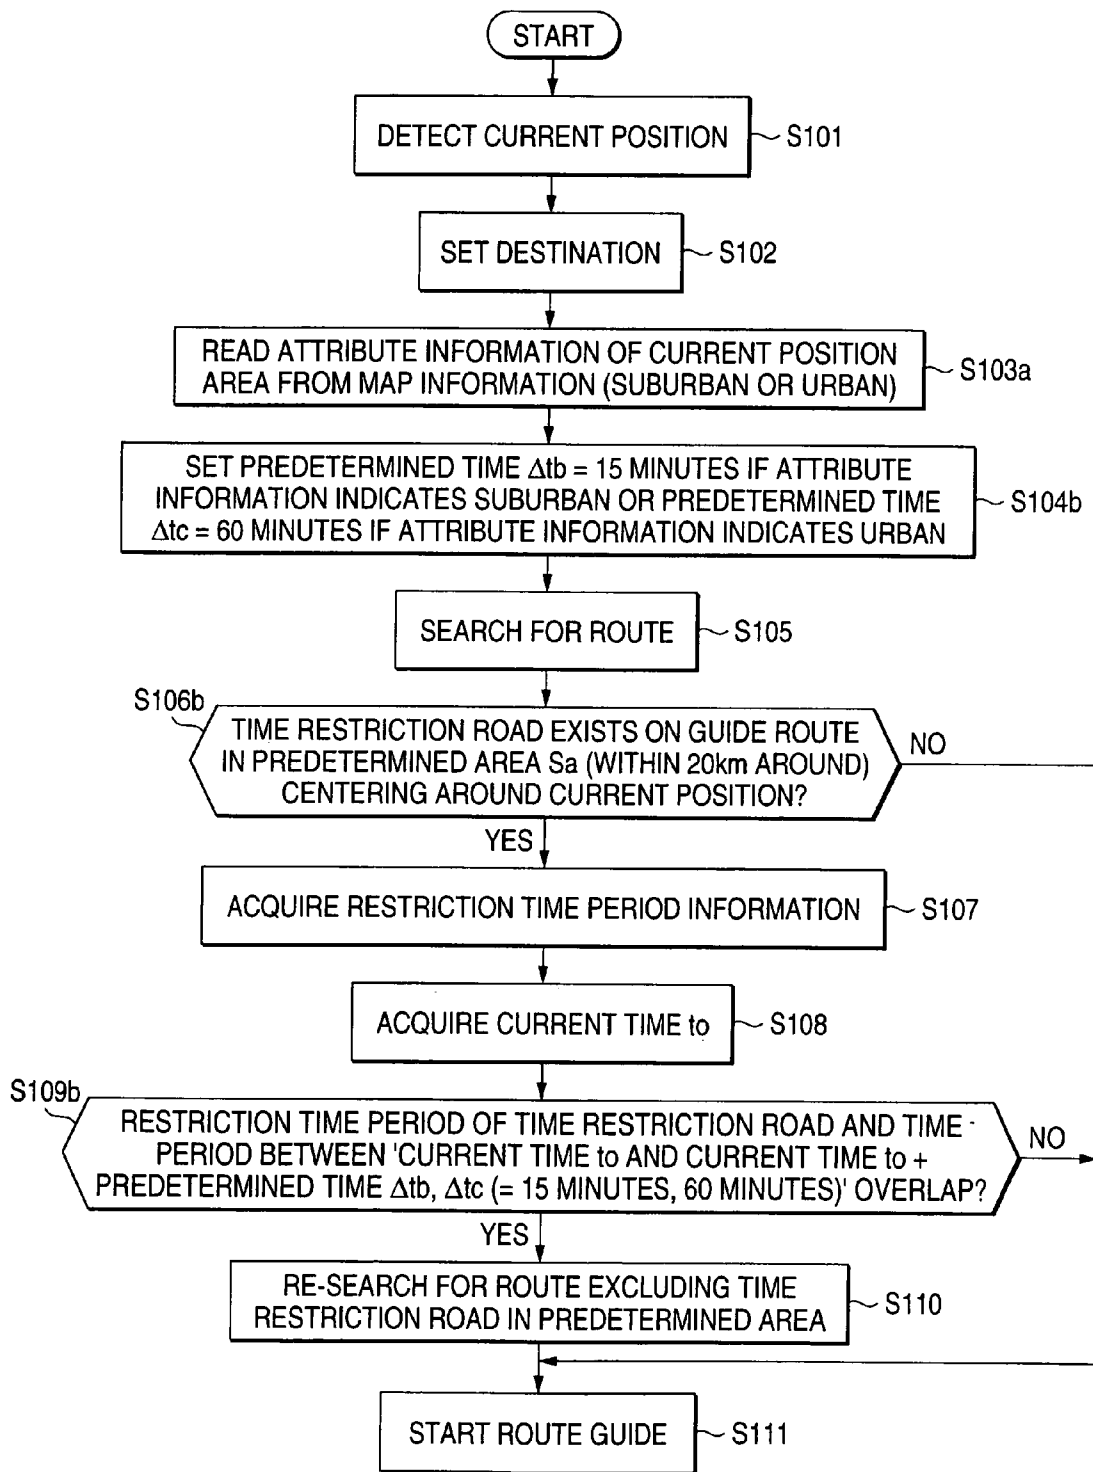 START
DETECT CURRENT POSITION
S101
SET DESTINATION
S102
READ ATTRIBUTE INFORMATION OF CURRENT POSITION
AREA FROM MAP INFORMATION (SUBURBAN OR URBAN)
S103a
SET PREDETERMINED TIME Δtb = 15 MINUTES IF ATTRIBUTE
INFORMATION INDICATES SUBURBAN OR PREDETERMINED TIME
Δtc = 60 MINUTES IF ATTRIBUTE INFORMATION INDICATES URBAN
S104b
SEARCH FOR ROUTE
S105
S106b
TIME RESTRICTION ROAD EXISTS ON GUIDE ROUTE
IN PREDETERMINED AREA Sa (WITHIN 20km AROUND)
CENTERING AROUND CURRENT POSITION?
NO
YES
ACQUIRE RESTRICTION TIME PERIOD INFORMATION
S107
ACQUIRE CURRENT TIME to
S108
S109b
RESTRICTION TIME PERIOD OF TIME RESTRICTION ROAD AND TIME
PERIOD BETWEEN 'CURRENT TIME to AND CURRENT TIME to +
PREDETERMINED TIME Δtb, Δtc (= 15 MINUTES, 60 MINUTES)' OVERLAP?
NO
YES
RE-SEARCH FOR ROUTE EXCLUDING TIME
RESTRICTION ROAD IN PREDETERMINED AREA
S110
START ROUTE GUIDE
S111